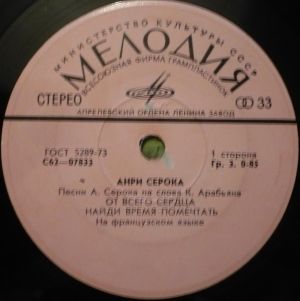 МИНИСТЕРСТВО КУЛЬТУРЫ СССР
МЕЛОДИЯ
ВСЕСОЮЗНАЯ ФИРМА ГРАМПЛАСТИНОК
СТЕРЕО 33
АПРЕЛЕВСКИЙ ОРДЕНА ЛЕНИНА ЗАВОД
ГОСТ 5289-73 1 сторона
С62—07833 Гр. 3. 0-85
АНРИ СЕРОКА
Песни А. Серока на слова К. Арабьяна
ОТ ВСЕГО СЕРДЦА
НАЙДИ ВРЕМЯ ПОМЕЧТАТЬ
На французском языке